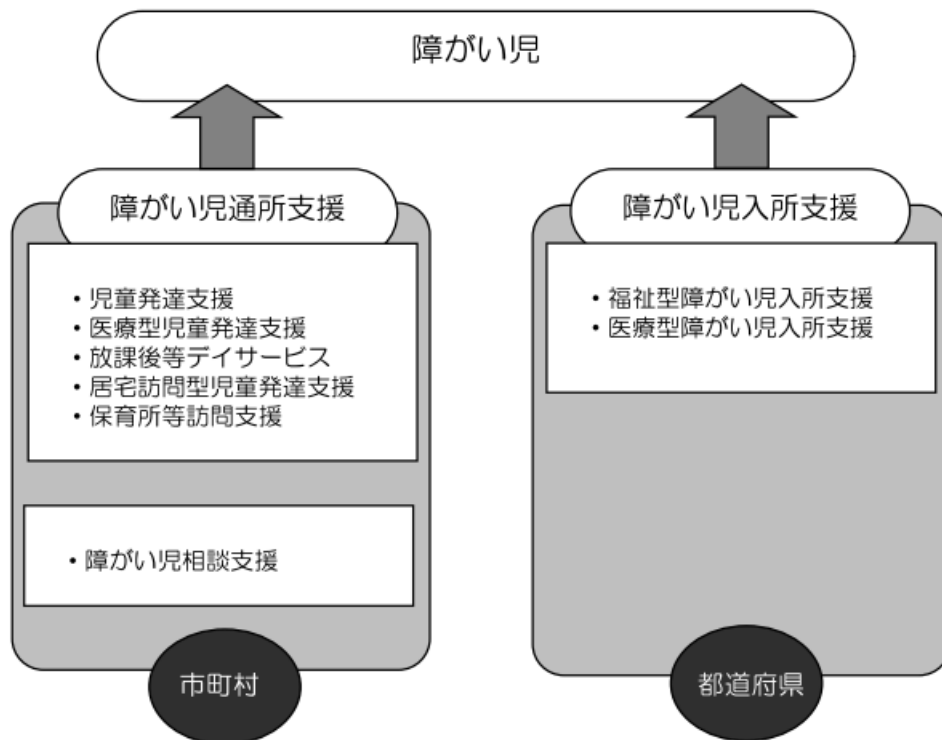 障がい児
障がい児通所支援
・児童発達支援
・医療型児童発達支援
・放課後等デイサービス
・居宅訪問型児童発達支援
・保育所等訪問支援
・障がい児相談支援
市町村
障がい児入所支援
・福祉型障がい児入所支援
・医療型障がい児入所支援
都道府県